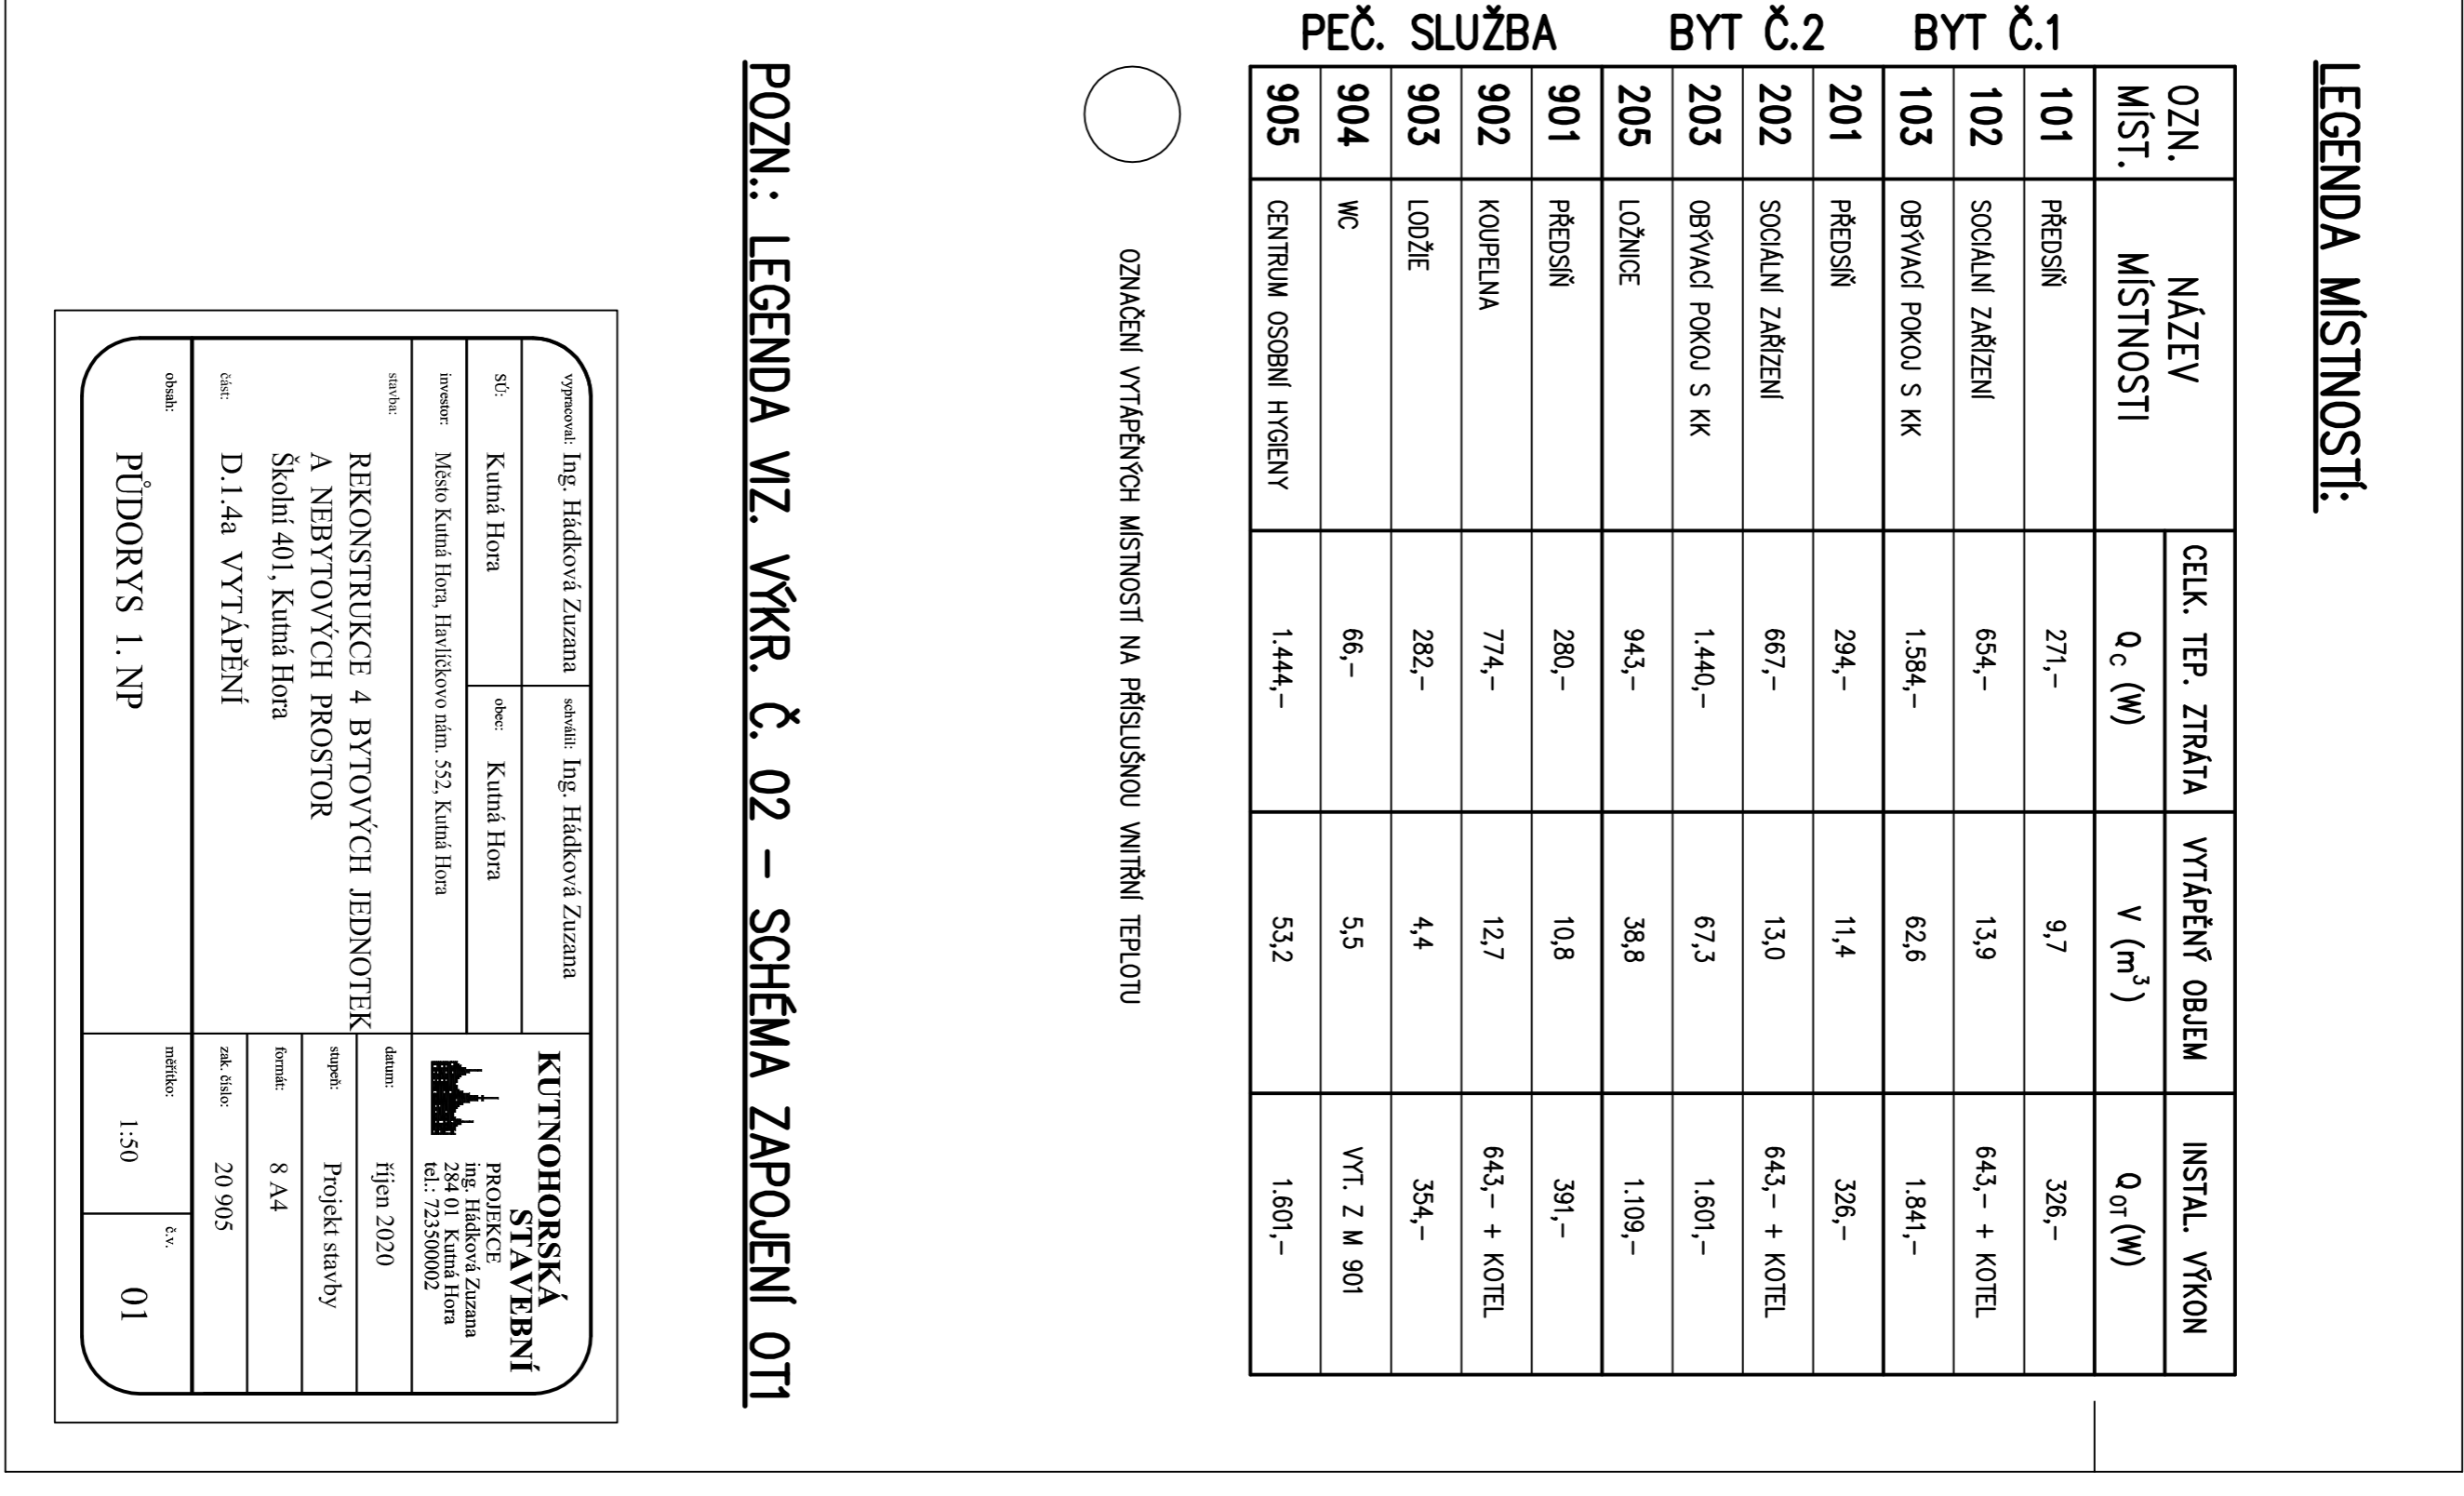 LEGENDA MÍSTNOSTÍ:
OZN. MÍST. NÁZEV MÍSTNOSTI CELK. TEP. ZTRÁTA Qc (W) VYTÁPĚNÝ OBJEM V (m³) INSTAL. VÝKON QOT (W)
BYT Č.1
101 PŘEDSÍŇ 271,– 9,7 326,–
102 SOCIÁLNÍ ZAŘÍZENÍ 654,– 13,9 643,– + KOTEL
103 OBÝVACÍ POKOJ S KK 1.584,– 62,6 1.841,–
BYT Č.2
201 PŘEDSÍŇ 294,– 11,4 326,–
202 SOCIÁLNÍ ZAŘÍZENÍ 667,– 13,0 643,– + KOTEL
203 OBÝVACÍ POKOJ S KK 1.440,– 67,3 1.601,–
205 LOŽNICE 943,– 38,8 1.109,–
PEČ. SLUŽBA
901 PŘEDSÍŇ 280,– 10,8 391,–
902 KOUPELNA 774,– 12,7 643,– + KOTEL
903 LODŽIE 282,– 4,4 354,–
904 WC 66,– 5,5 VYT. Z M 901
905 CENTRUM OSOBNÍ HYGIENY 1.444,– 53,2 1.601,–
OZNAČENÍ VYTÁPĚNÝCH MÍSTNOSTÍ NA PŘÍSLUŠNOU VNITŘNÍ TEPLOTU
POZN.: LEGENDA VIZ. VÝKR. Č. 02 – SCHÉMA ZAPOJENÍ OT1
vypracoval: Ing. Hádková Zuzana
schválil: Ing. Hádková Zuzana
SÚ: Kutná Hora
obec: Kutná Hora
investor: Město Kutná Hora, Havlíčkovo nám. 552, Kutná Hora
stavba: REKONSTRUKCE 4 BYTOVÝCH JEDNOTEK
A NEBYTOVÝCH PROSTOR
Školní 401, Kutná Hora
část: D.1.4a VYTÁPĚNÍ
obsah: PŮDORYS 1. NP
KUTNOHORSKÁ
STAVEBNÍ
PROJEKCE
ing. Hádková Zuzana
284 01 Kutná Hora
tel.: 723500002
datum: říjen 2020
stupeň: Projekt stavby
formát: 8 A4
zak. číslo: 20 905
měřítko: 1:50
č.v. 01